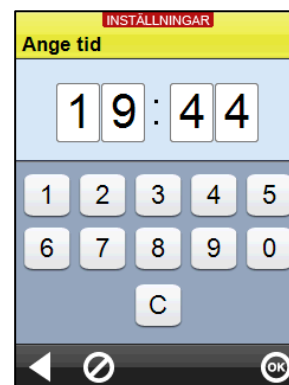 INSTÄLLNINGAR
Ange tid
19:44
1 2 3 4 5
6 7 8 9 0
C
OK